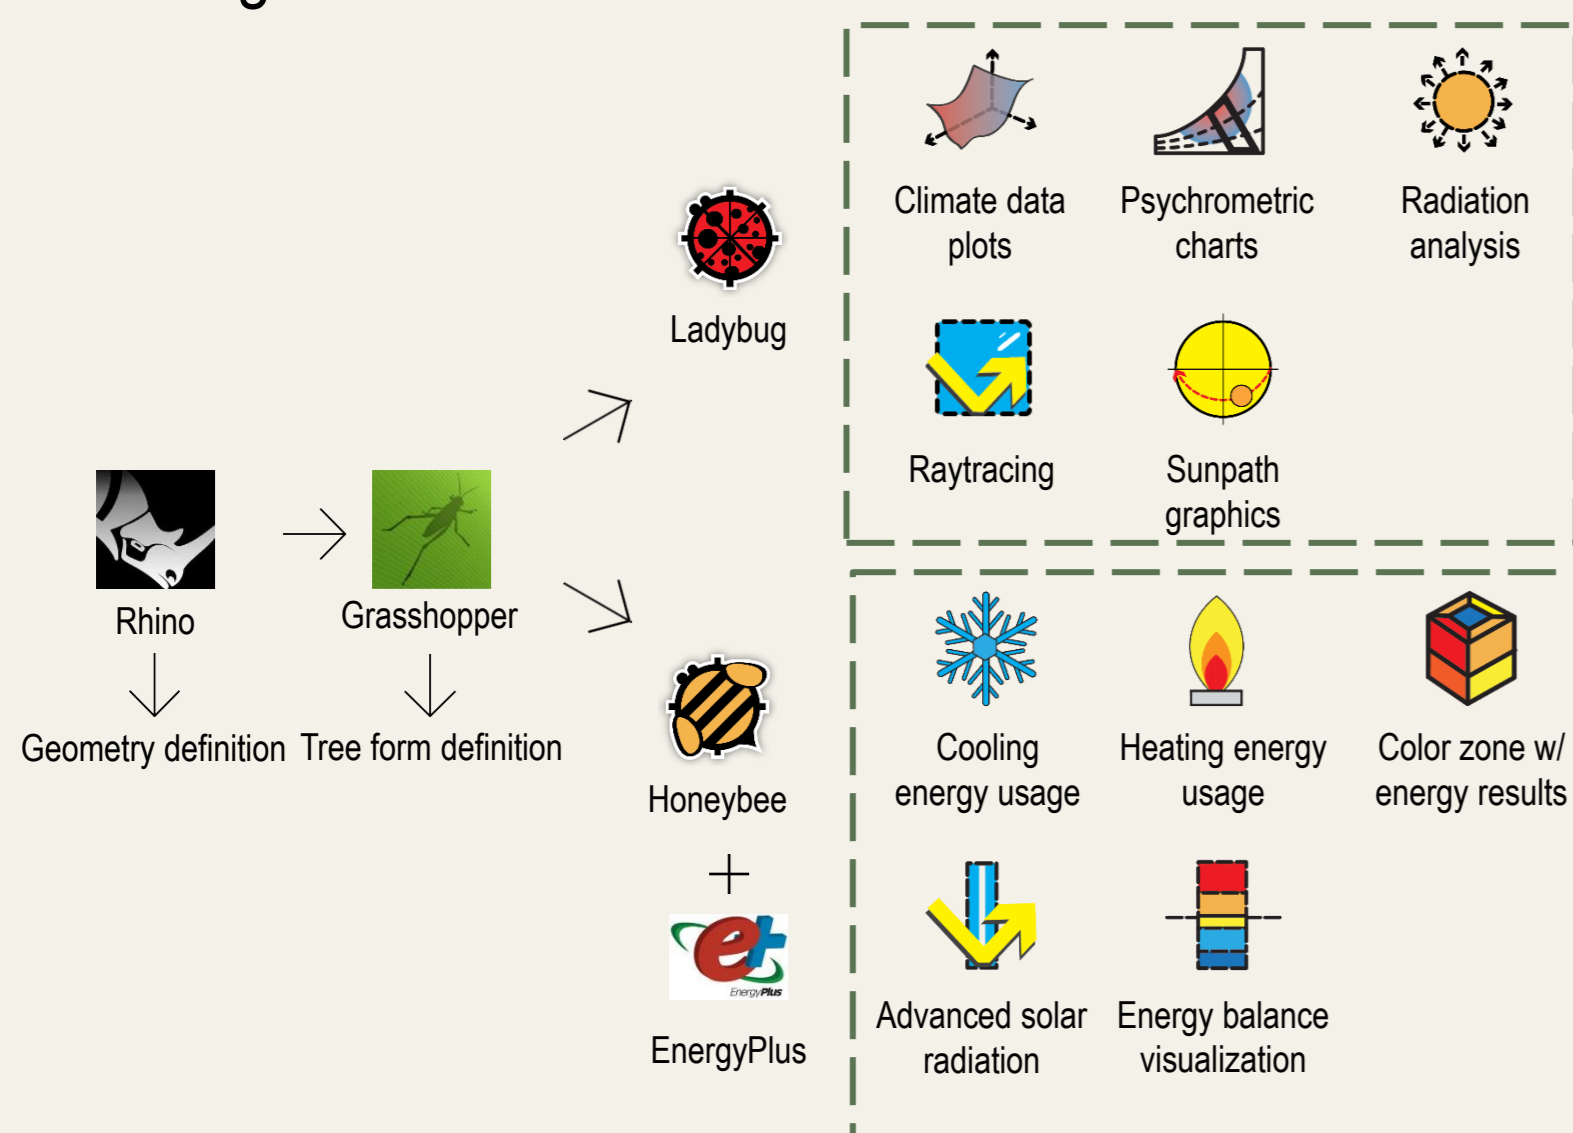 Climate data
plots
Psychrometric
charts
Radiation
analysis
Ladybug
Raytracing
Sunpath
graphics
Rhino
Grasshopper
Geometry definition
Tree form definition
Honeybee
Cooling
energy usage
Heating energy
usage
Color zone w/
energy results
EnergyPlus
EnergyPlus
Advanced solar
radiation
Energy balance
visualization